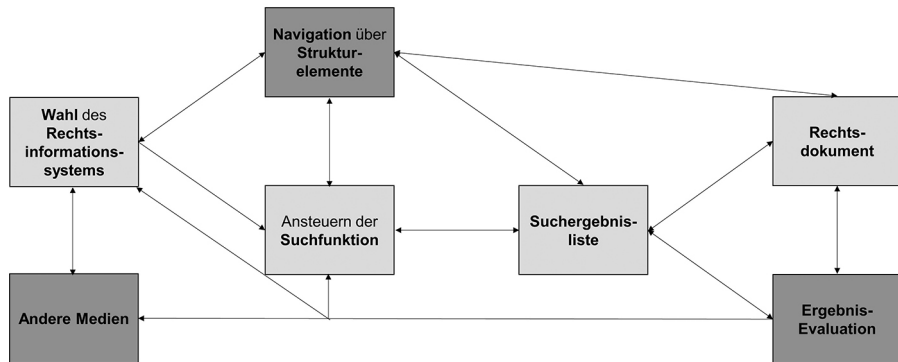 Navigation über
Struktur-
elemente
Wahl des
Rechts-
informations-
systems
Rechts-
dokument
Ansteuern der
Suchfunktion
Suchergebnis-
liste
Andere Medien
Ergebnis-
Evaluation